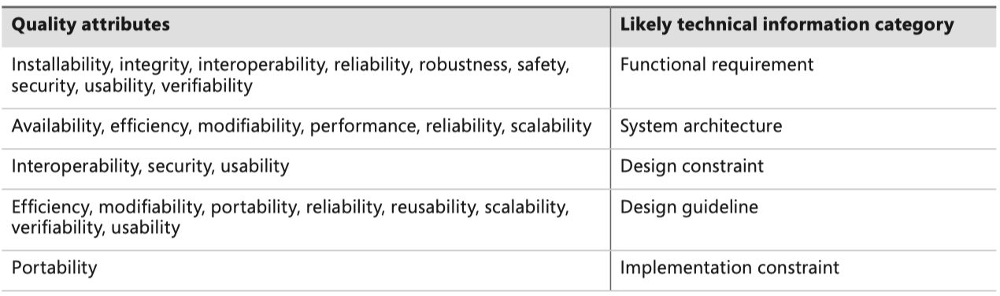 Quality attributes
Likely technical information category
Installability, integrity, interoperability, reliability, robustness, safety,
security, usability, verifiability
Functional requirement
Availability, efficiency, modifiability, performance, reliability, scalability
System architecture
Interoperability, security, usability
Design constraint
Efficiency, modifiability, portability, reliability, reusability, scalability,
verifiability, usability
Design guideline
Portability
Implementation constraint